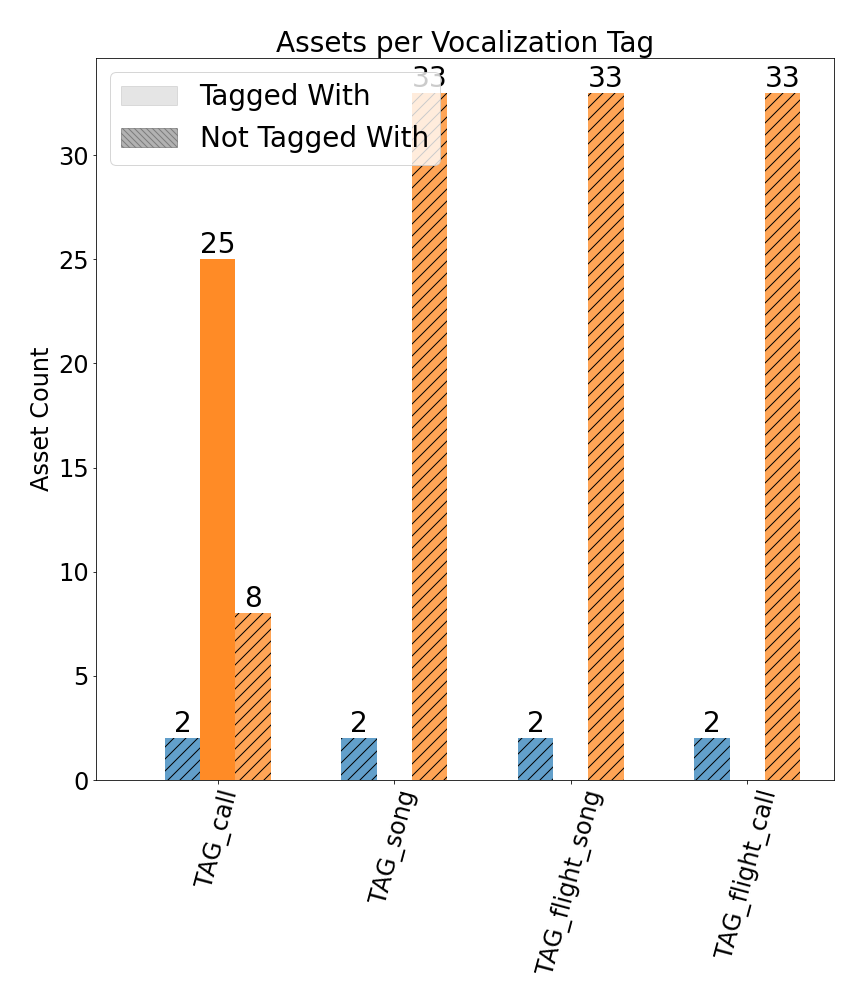 Assets per Vocalization Tag
Tagged With
Not Tagged With
33
33
33
25
8
2
2
2
2
Asset Count
30
25
20
15
10
5
0
TAG_call
TAG_song
TAG_flight_song
TAG_flight_call